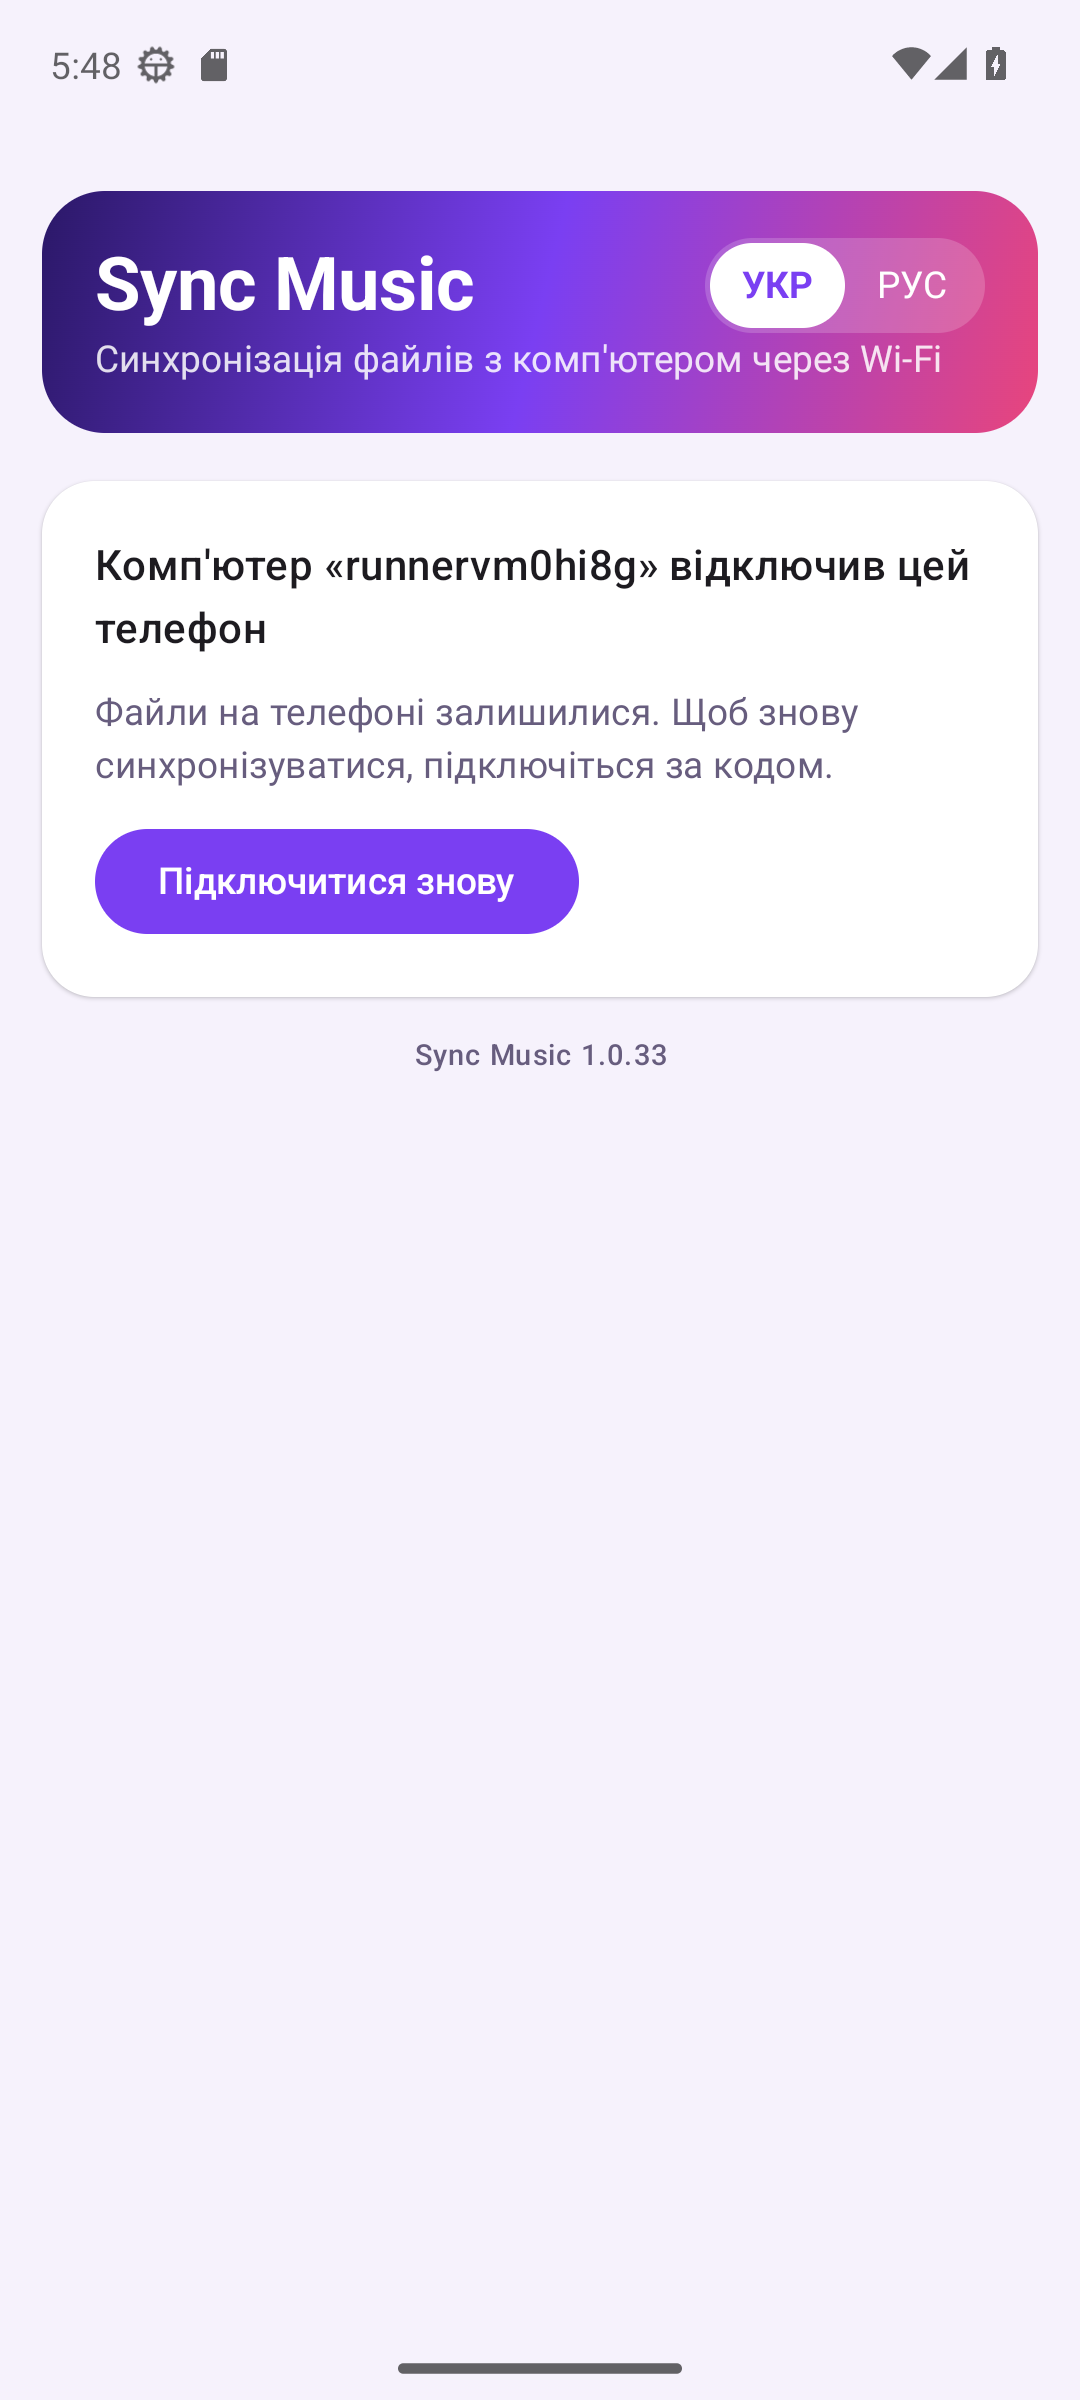 5:48
Sync Music
УКР РУС
Синхронізація файлів з комп'ютером через Wi-Fi
Комп'ютер «runnervm0hi8g» відключив цей
телефон
Файли на телефоні залишилися. Щоб знову
синхронізуватися, підключіться за кодом.
Підключитися знову
Sync Music 1.0.33